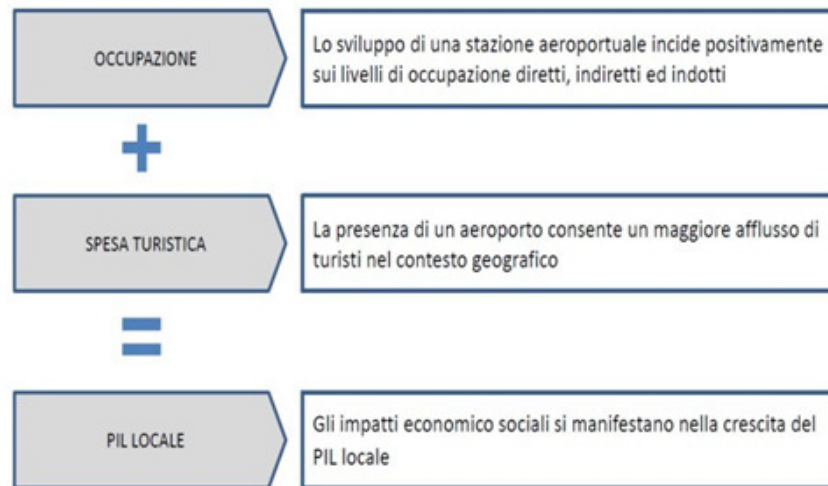 OCCUPAZIONE
Lo sviluppo di una stazione aeroportuale incide positivamente
sui livelli di occupazione diretti, indiretti ed indotti
+
SPESA TURISTICA
La presenza di un aeroporto consente un maggiore afflusso di
turisti nel contesto geografico
=
PIL LOCALE
Gli impatti economico sociali si manifestano nella crescita del
PIL locale